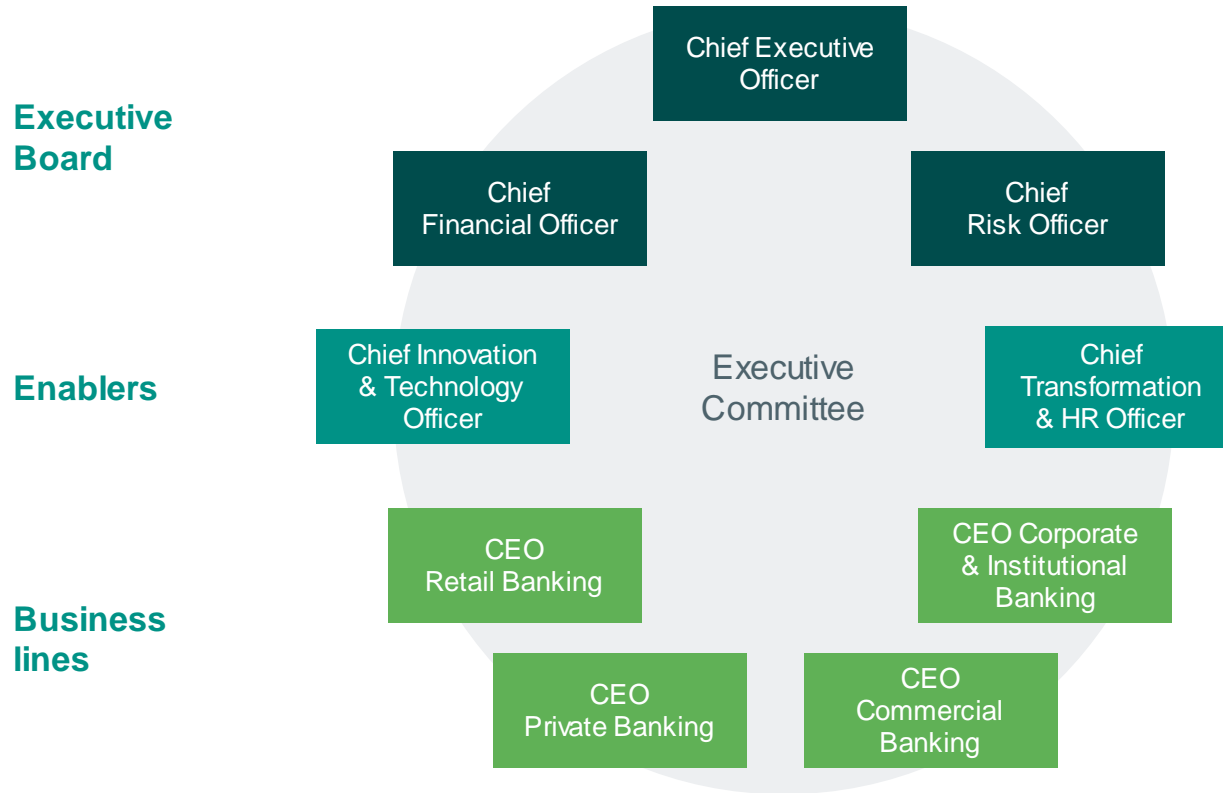 Chief Executive
Officer
Executive
Board
Chief
Financial Officer
Chief
Risk Officer
Enablers
Chief Innovation
& Technology
Officer
Executive
Committee
Chief
Transformation
& HR Officer
Business
lines
CEO
Retail Banking
CEO Corporate
& Institutional
Banking
CEO
Private Banking
CEO
Commercial
Banking